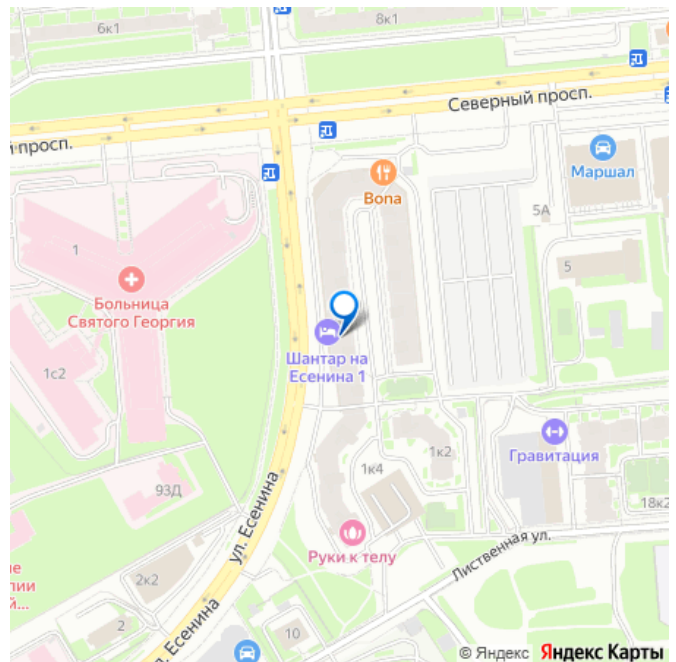 6к1
8к1
Северный просп.
й просп.
Вопа
Маршал
5А
5
1
Больница
Святого Георгия
Шантар на
Есенина 1
1с2
Гравитация
1к2
1к4
93Д
18к2
ул. Есенина
Руки к телу
Лиственная ул.
2к2
2
10
л. Есенина
© Яндекс Яндекс Карты